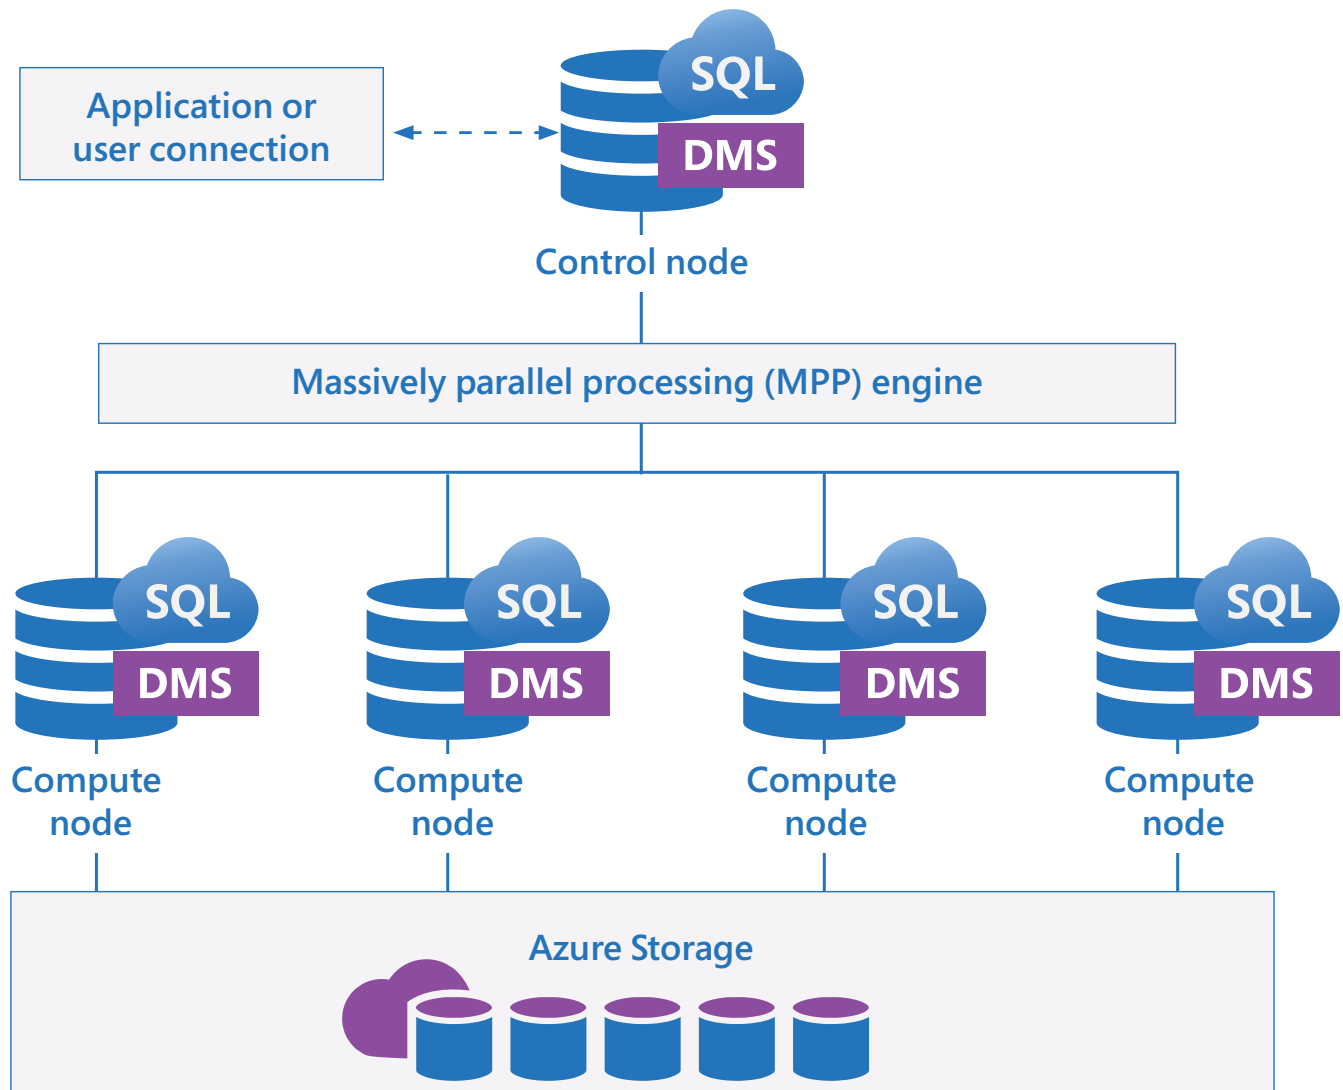 SQL
DMS
Application or
user connection
Control node
Massively parallel processing (MPP) engine
SQL
DMS
SQL
DMS
SQL
DMS
SQL
DMS
Compute
node
Compute
node
Compute
node
Compute
node
Azure Storage